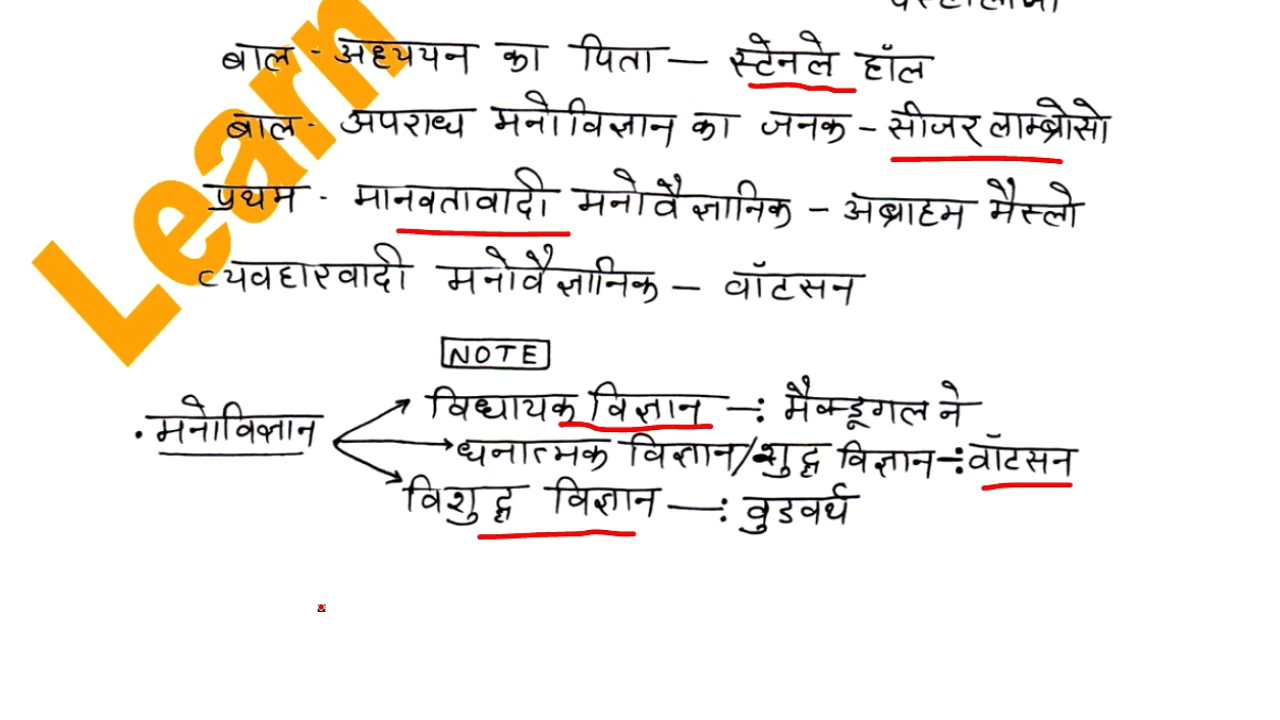 बाल - अध्ययन का पिता — स्टेनले हॉल
बाल - अपराध मनोविज्ञान का जनक - सीजर लाम्ब्रोसो
प्रथम - मानवतावादी मनोवैज्ञानिक - अब्राहम मैस्लो
व्यवहारवादी मनोवैज्ञानिक - वॉटसन
NOTE
विधायक विज्ञान —: मैक्डूगल ने
. मनोविज्ञान
धनात्मक विज्ञान/शुद्ध विज्ञान —: वॉटसन
विशुद्ध विज्ञान —: वुडवर्थ
Learn